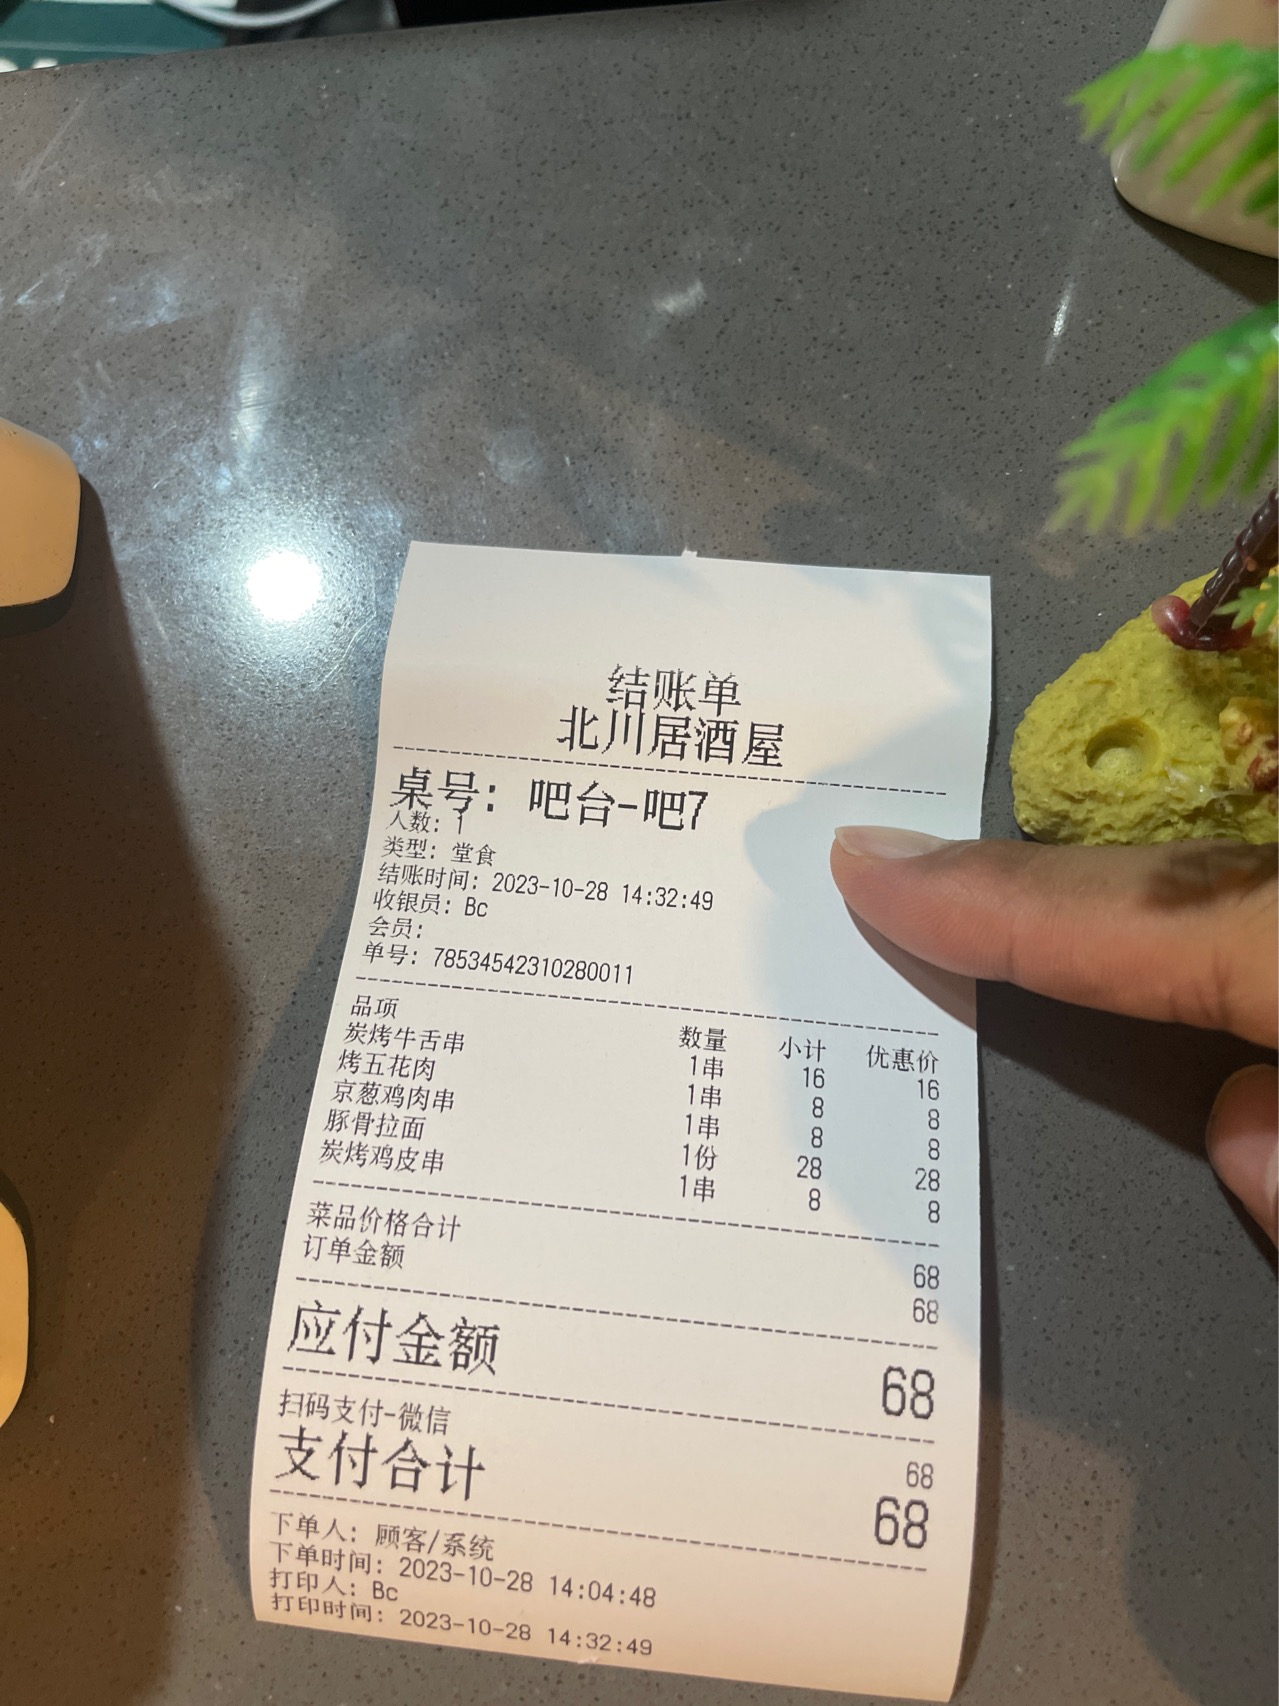 结账单
北川居酒屋
桌号: 吧台-吧7
人数: 1
类型: 堂食
结账时间: 2023-10-28 14:32:49
收银员: Bc
会员:
单号: 78534542310280011
品项 数量 小计 优惠价
炭烤牛舌串 1串 16 16
烤五花肉 1串 8 8
京葱鸡肉串 1串 8 8
豚骨拉面 1份 28 28
炭烤鸡皮串 1串 8 8
菜品价格合计 68
订单金额 68
应付金额 68
扫码支付-微信 68
支付合计 68
下单人: 顾客/系统
下单时间: 2023-10-28 14:04:48
打印人: Bc
打印时间: 2023-10-28 14:32:49